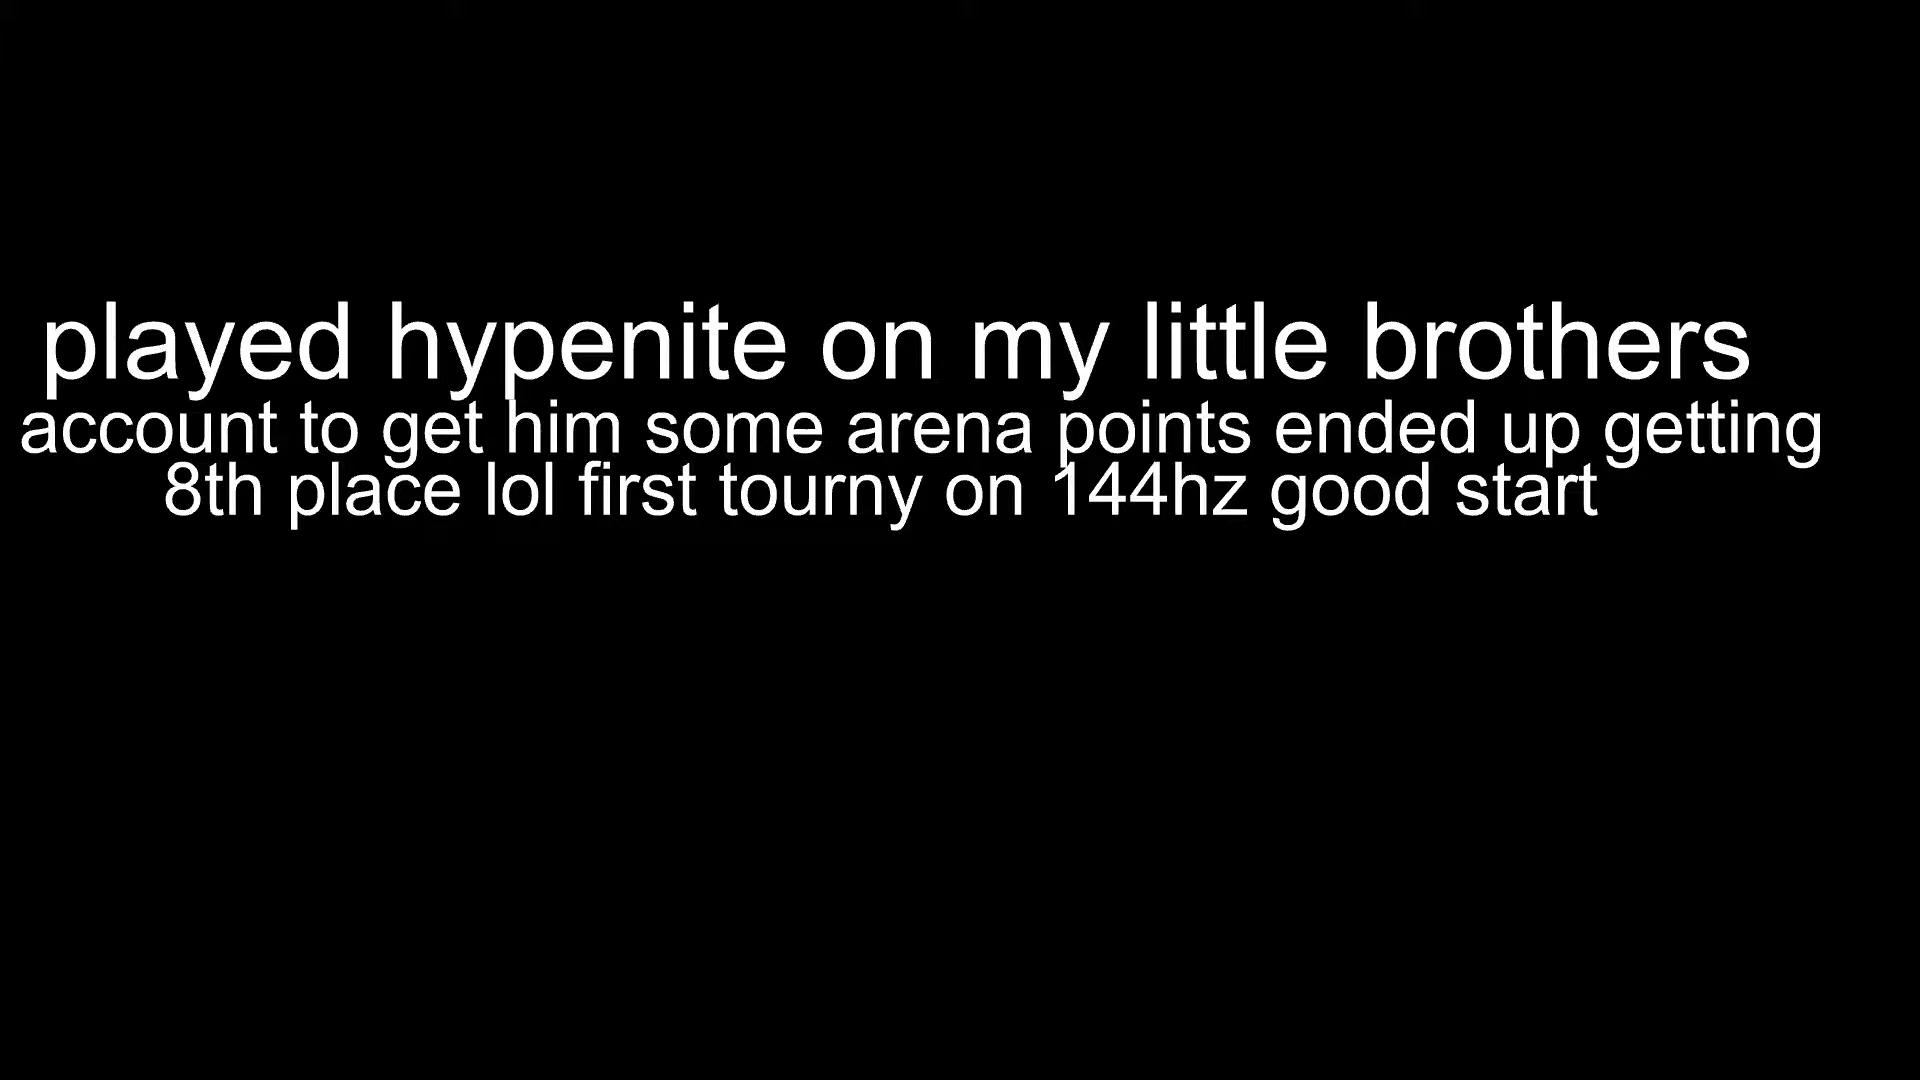 played hypenite on my little brothers
account to get him some arena points ended up getting
8th place lol first tourny on 144hz good start